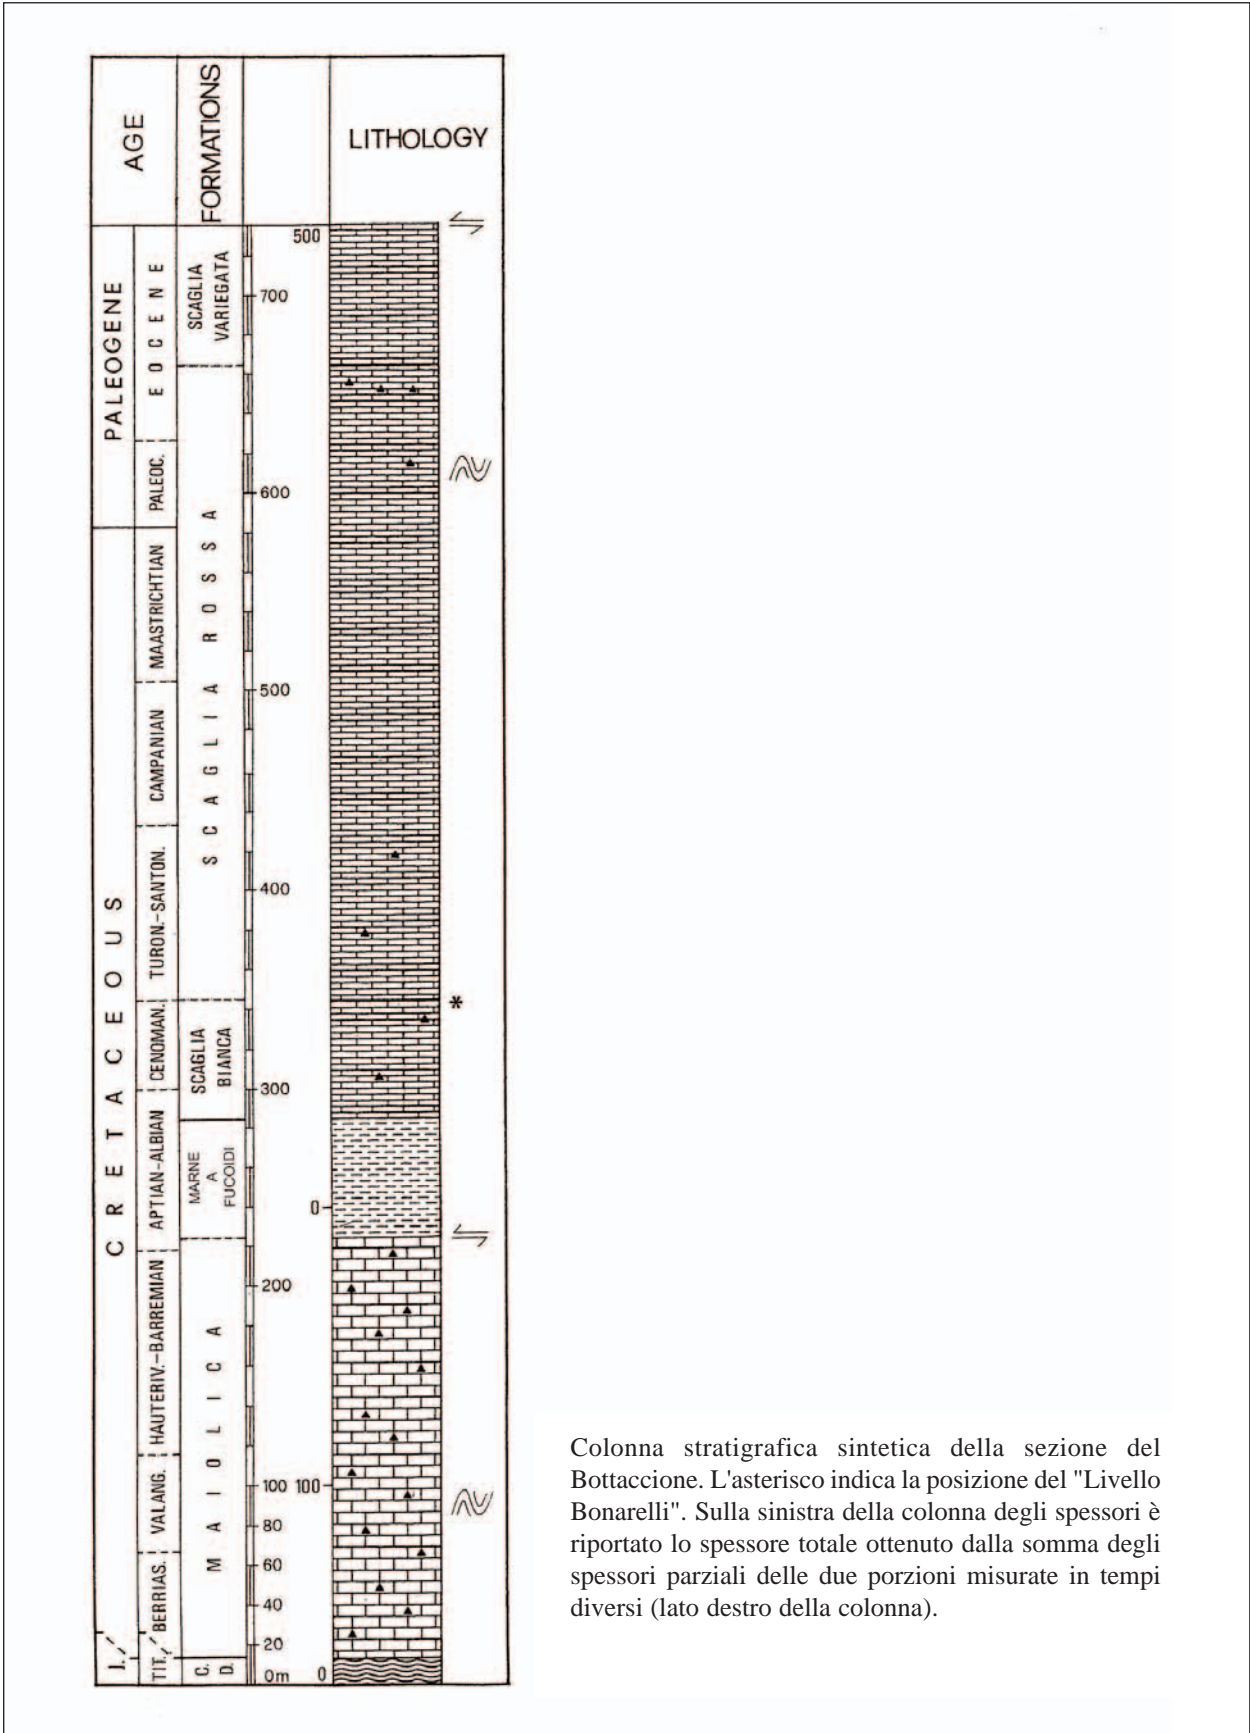 AGE
FORMATIONS
LITHOLOGY
PALEOGENE
CRETACEOUS
J.
EOCENE
PALEOC.
MAASTRICHTIAN
CAMPANIAN
TURON.-SANTON.
CENOMAN.
APTIAN-ALBIAN
HAUTERIV.-BARREMIAN
VALANG.
BERRIAS.
TIT.
SCAGLIA
VARIEGATA
SCAGLIA ROSSA
SCAGLIA
BIANCA
MARNE
A
FUCOIDI
MAIOLICA
C.
D.
500
700
600
500
400
*
300
0
200
100 100
80
60
40
20
0m 0
Colonna stratigrafica sintetica della sezione del
Bottaccione. L'asterisco indica la posizione del "Livello
Bonarelli". Sulla sinistra della colonna degli spessori è
riportato lo spessore totale ottenuto dalla somma degli
spessori parziali delle due porzioni misurate in tempi
diversi (lato destro della colonna).